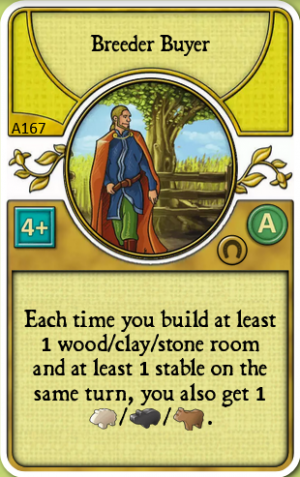 Breeder Buyer
A167
4+
A
Each time you build at least
1 wood/clay/stone room
and at least 1 stable on the
same turn, you also get 1
/ / .